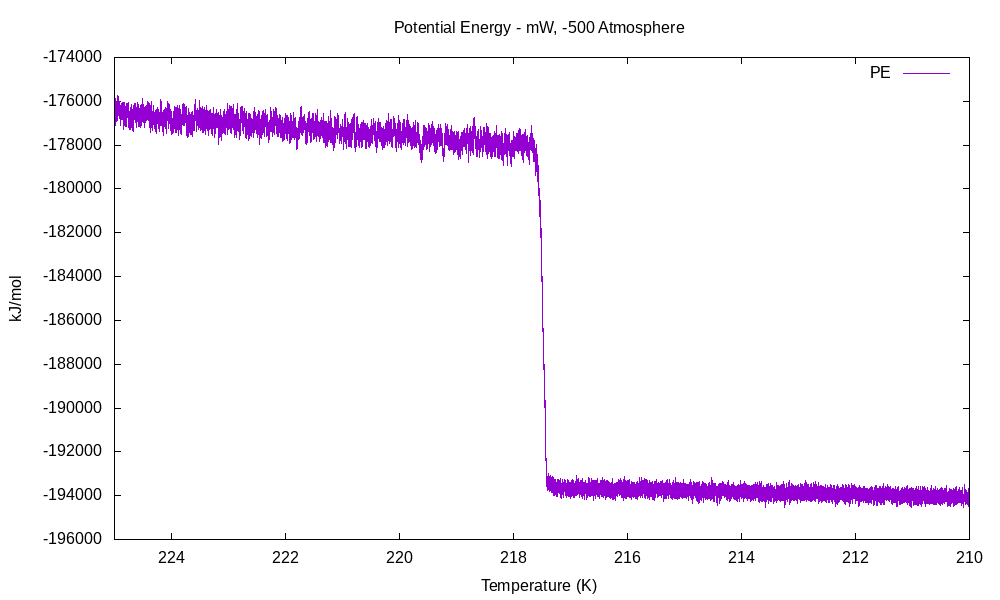 Potential Energy - mW, -500 Atmosphere
PE
-174000
-176000
-178000
-180000
-182000
-184000
-186000
-188000
-190000
-192000
-194000
-196000
kJ/mol
224 222 220 218 216 214 212 210
Temperature (K)